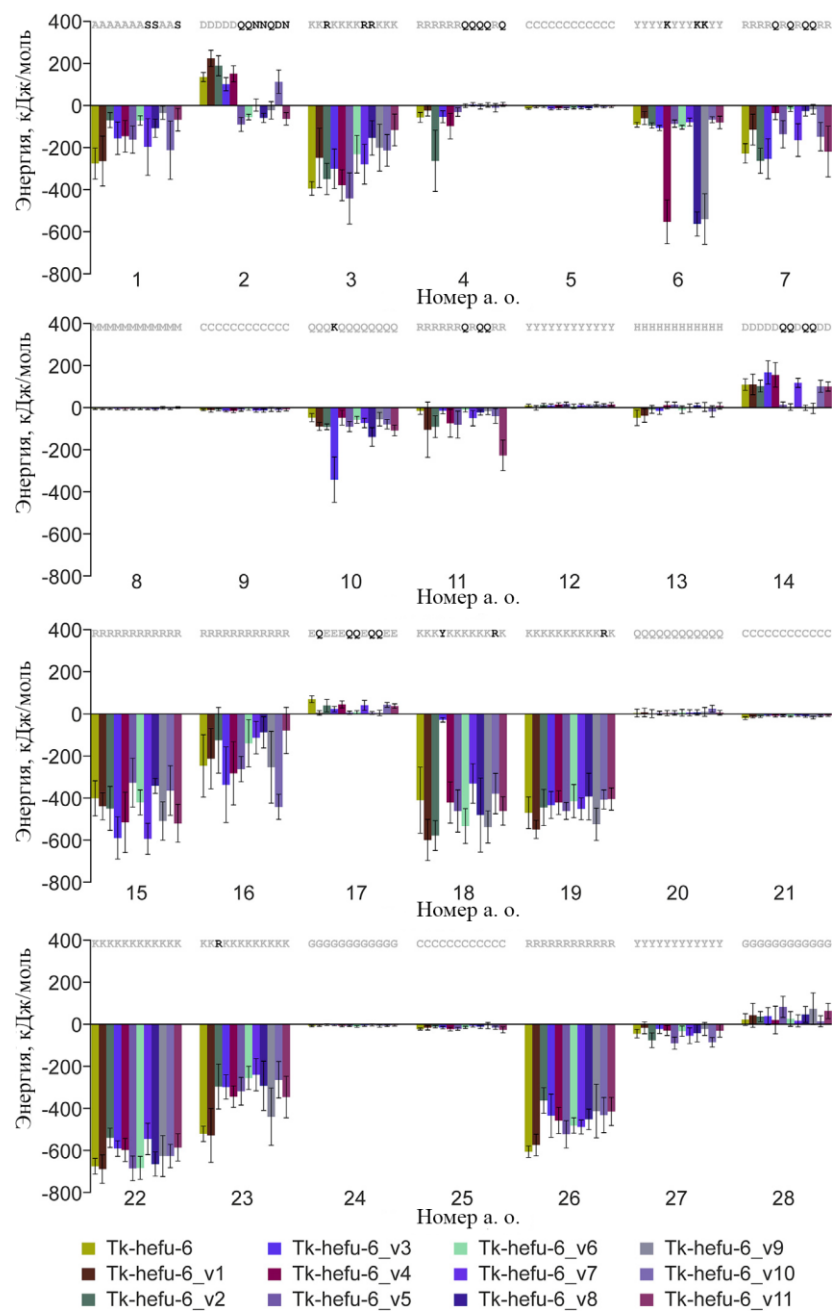 400 AAAAAAASSAAS DDDDDQQNNQDN KKRKKKKRRKKK RRRRRRQQQQRQ CCCCCCCCCCCC YYYYKYYYKKYY RRRRQRQRQQRR
200
0
-200
-400
-600
-800
Энергия, кДж/моль
1 2 3 4 5 6 7
Номер а. о.
400 MMMMMMMMMMMM CCCCCCCCCCCC QQQKQQQQQQQQ RRRRRRQRQQRR YYYYYYYYYYYY HHHHHHHHHHHH DDDDDQQDQQDD
200
0
-200
-400
-600
-800
Энергия, кДж/моль
8 9 10 11 12 13 14
Номер а. о.
400 RRRRRRRRRRRR RRRRRRRRRRRR EQEEEQQEQQEE KKKYKKKKKKRK KKKKKKKKKKRK QQQQQQQQQQQQ CCCCCCCCCCCC
200
0
-200
-400
-600
-800
Энергия, кДж/моль
15 16 17 18 19 20 21
Номер а. о.
400 KKKKKKKKKKKK KKRKKKKKKKKK GGGGGGGGGGGG CCCCCCCCCCCC RRRRRRRRRRRR YYYYYYYYYYYY GGGGGGGGGGGG
200
0
-200
-400
-600
-800
Энергия, кДж/моль
22 23 24 25 26 27 28
Номер а. о.
Tk-hefu-6 Tk-hefu-6_v3 Tk-hefu-6_v6 Tk-hefu-6_v9
Tk-hefu-6_v1 Tk-hefu-6_v4 Tk-hefu-6_v7 Tk-hefu-6_v10
Tk-hefu-6_v2 Tk-hefu-6_v5 Tk-hefu-6_v8 Tk-hefu-6_v11